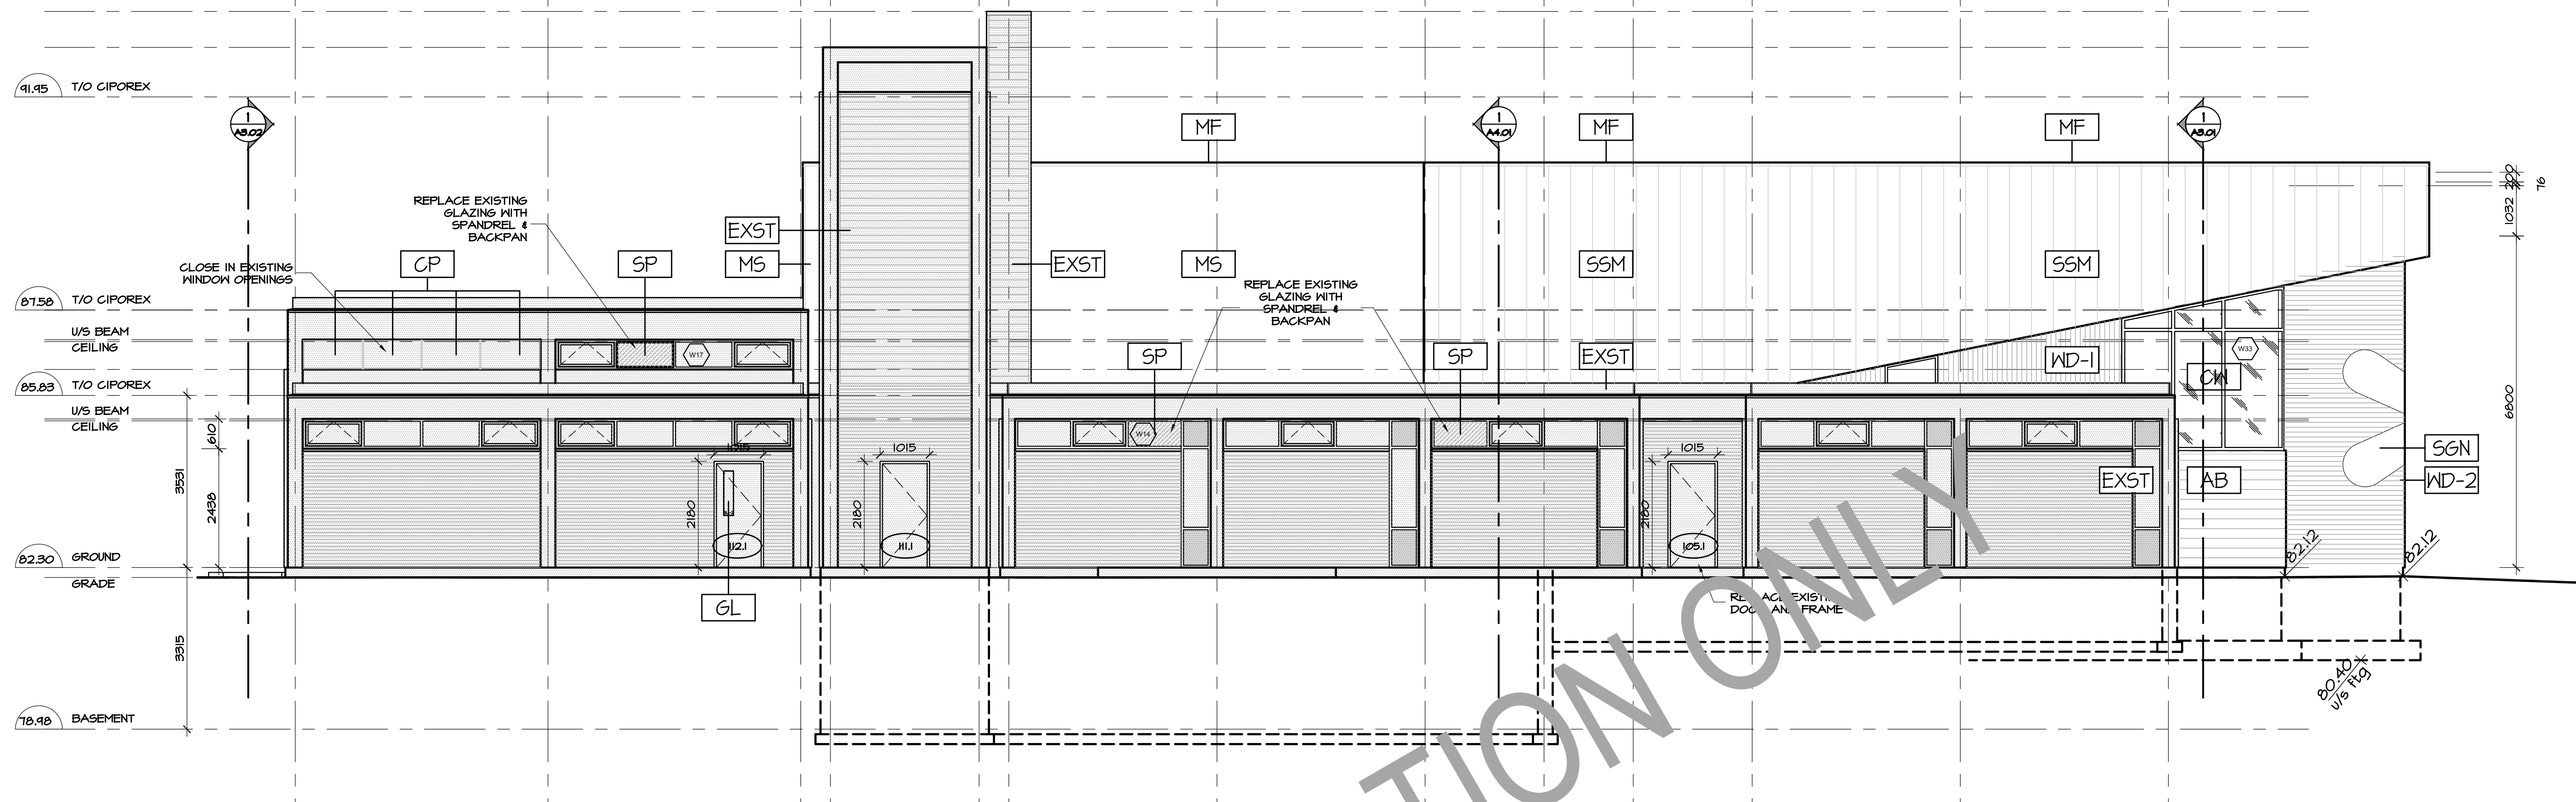 91.95 T/O CIPOREX
1
A3.02
MF
1
A4.01
MF
MF
1
A3.01
200
76
1032
REPLACE EXISTING
GLAZING WITH
SPANDREL &
BACKPAN
EXST
CLOSE IN EXISTING
WINDOW OPENINGS
CP
SP
MS
EXST
MS
SSM
SSM
REPLACE EXISTING
GLAZING WITH
SPANDREL &
BACKPAN
87.58 T/O CIPOREX
U/S BEAM
CEILING
W17
SP
SP
EXST
WD-1
W33
CW
85.83 T/O CIPOREX
U/S BEAM
CEILING
610
3531
2438
6800
W14
1015
1015
1015
2180
2180
2180
112.1
111.1
105.1
EXST
AB
SGN
WD-2
82.30 GROUND
GRADE
82.12
82.12
GL
REPLACE EXISTING
DOOR AND FRAME
3315
80.40
u/s ftg
78.98 BASEMENT
TION ONLY